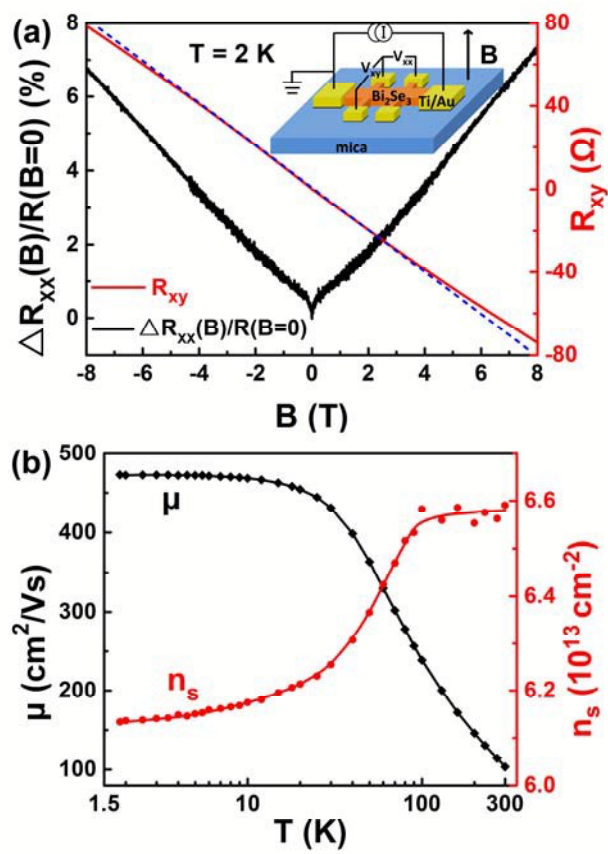 (a)
T = 2 K
I
B
V_xy
V_xx
Bi₂Se₃
Ti/Au
mica
R_xy
△R_xx(B)/R(B=0)
△R_xx(B)/R(B=0) (%)
8
6
4
2
0
R_xy (Ω)
80
40
0
-40
-80
-8 -6 -4 -2 0 2 4 6 8
B (T)
(b)
μ
n_s
μ (cm²/Vs)
500
400
300
200
100
n_s (10¹³ cm⁻²)
6.6
6.4
6.2
6.0
1.5 10 100 300
T (K)